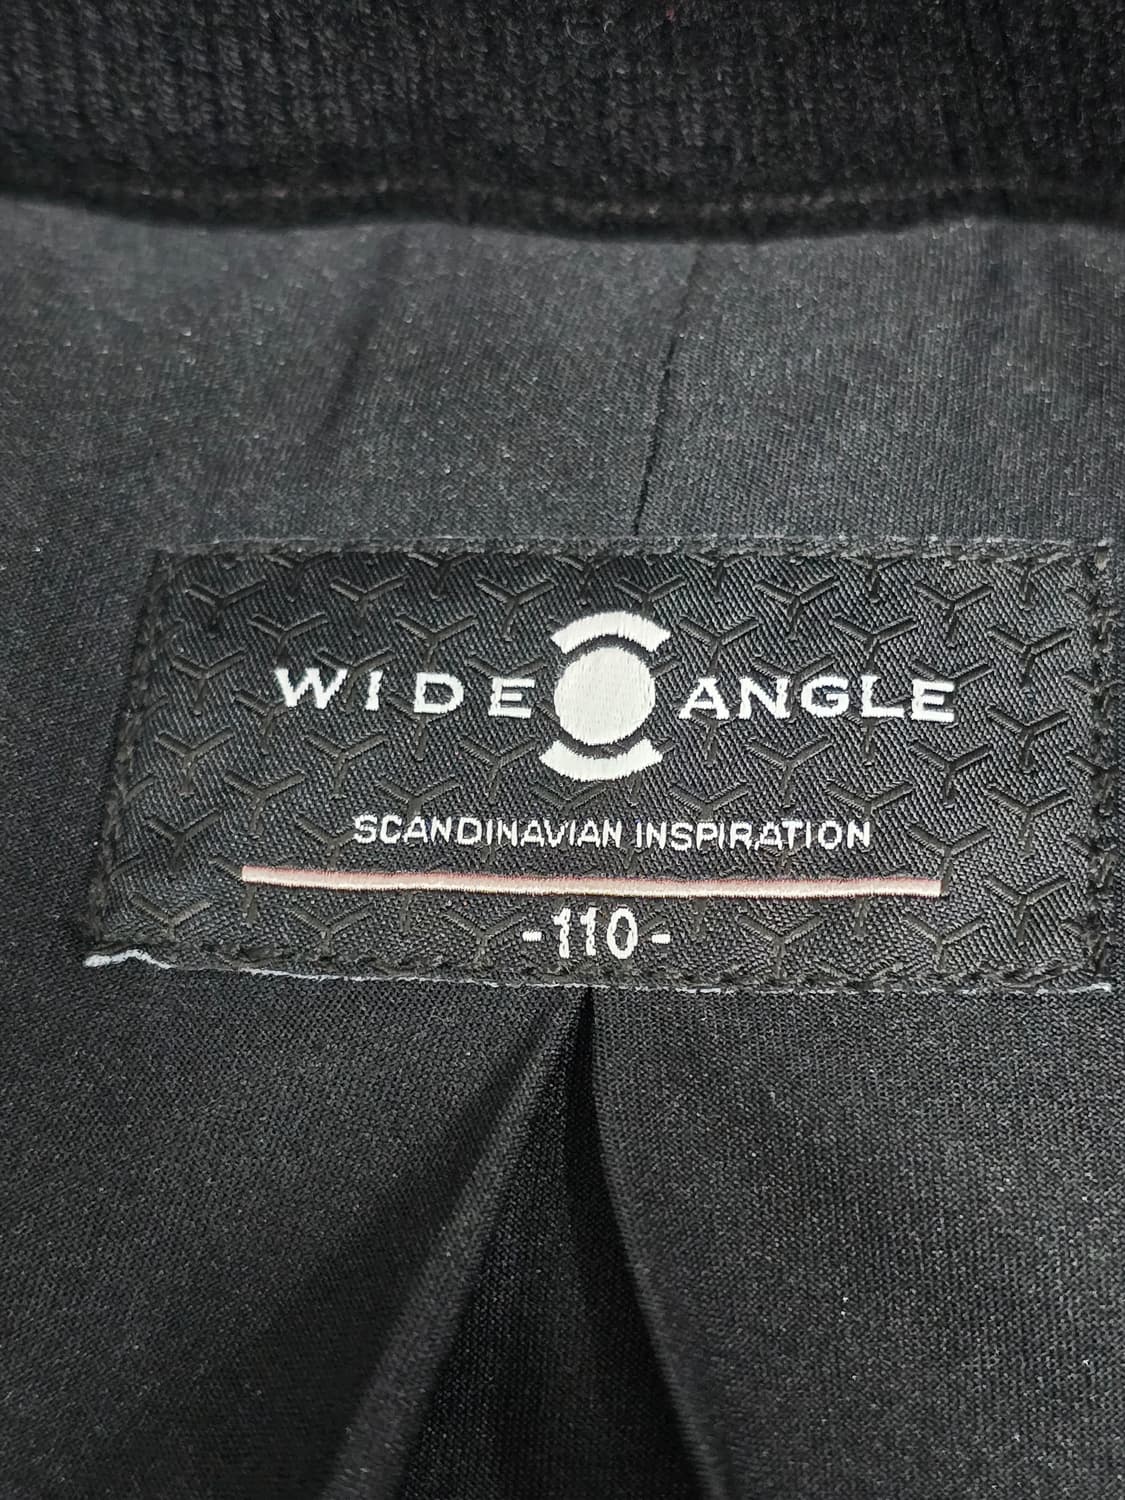 WIDE ANGLE
SCANDINAVIAN INSPIRATION
-110-